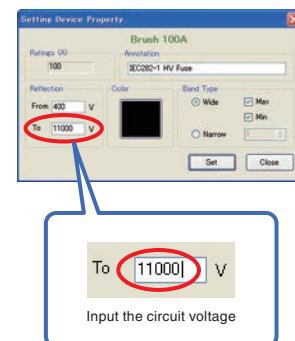 Setting Device Property
Brush 100A
Ratings (A)
100
Annotation
IEC282-1 HV Fuse
Reflection
From 400 V
To 11000 V
Color
Band Type
Wide
Max
Min
Narrow
Set Close
To 11000 V
Input the circuit voltage